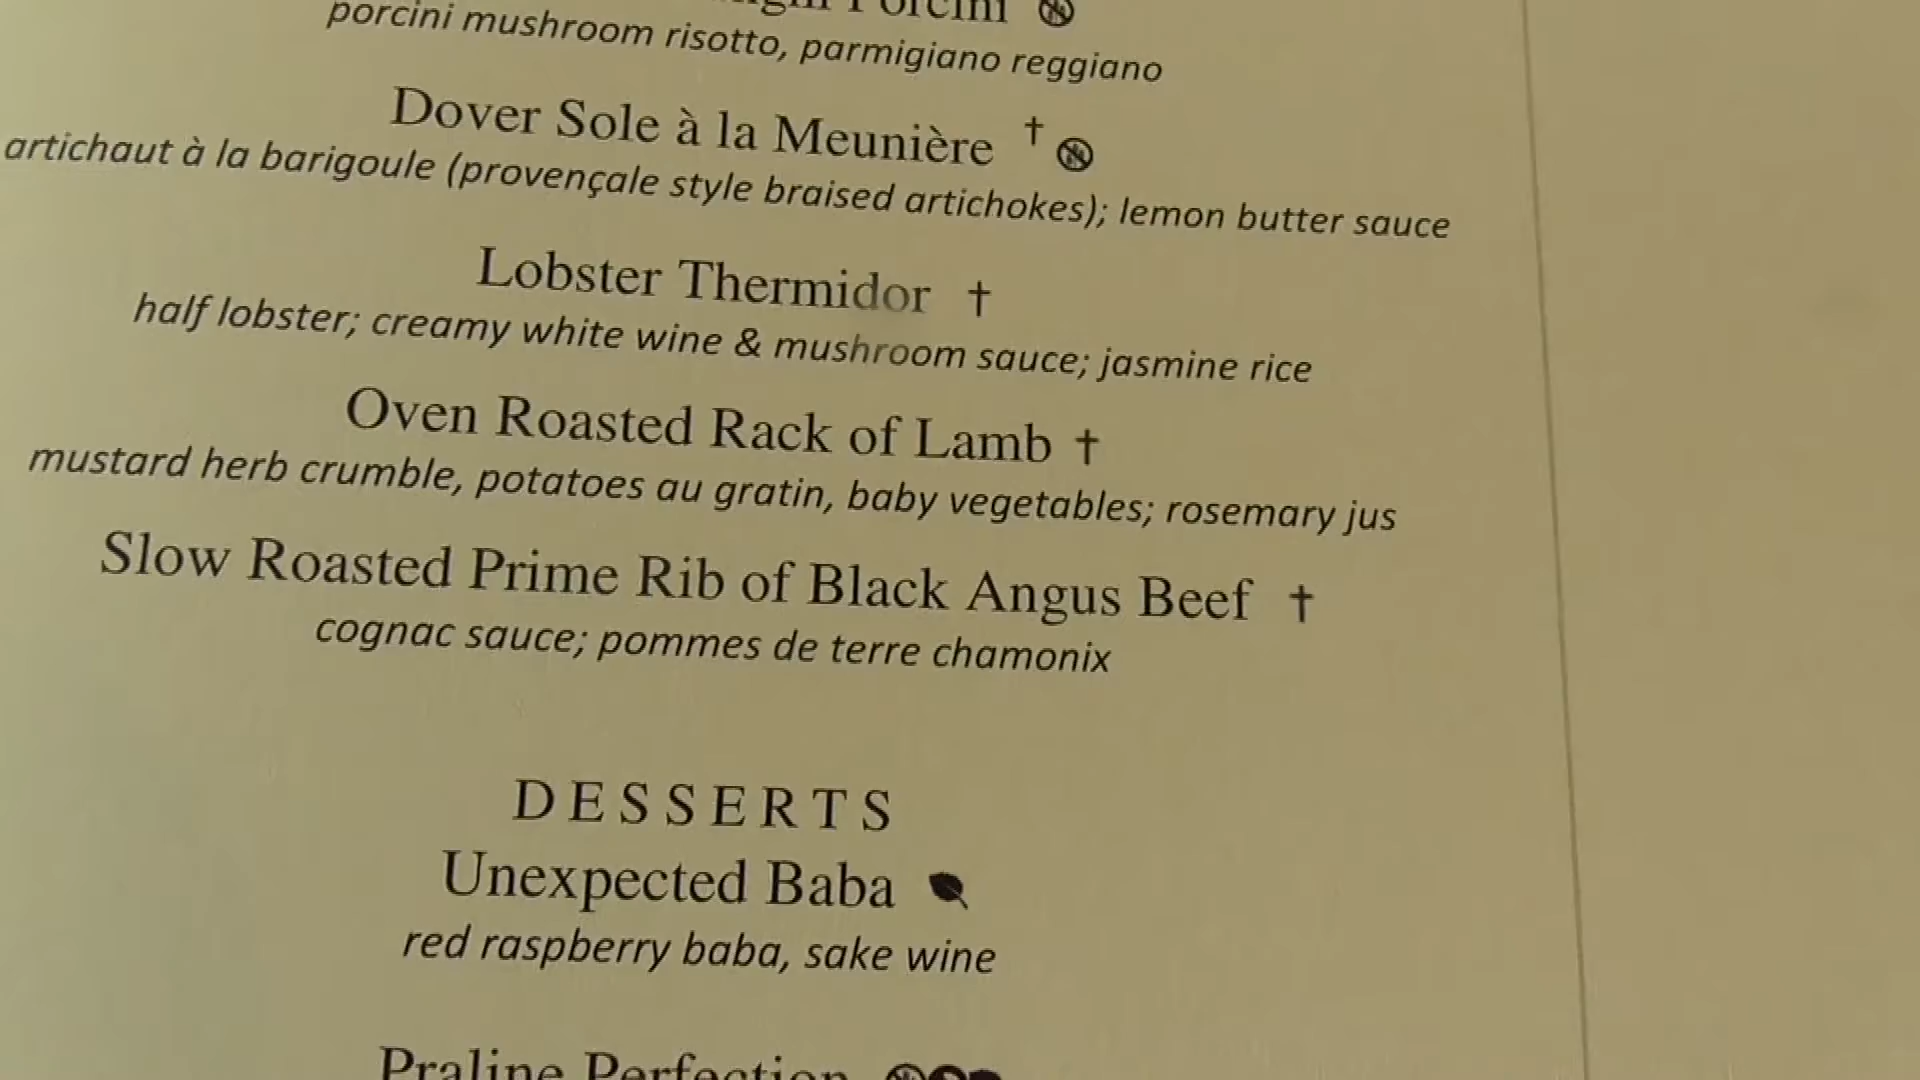 Porcini
porcini mushroom risotto, parmigiano reggiano
Dover Sole à la Meunière †
artichaut à la barigoule (provençale style braised artichokes); lemon butter sauce
Lobster Thermidor †
half lobster; creamy white wine & mushroom sauce; jasmine rice
Oven Roasted Rack of Lamb †
mustard herb crumble, potatoes au gratin, baby vegetables; rosemary jus
Slow Roasted Prime Rib of Black Angus Beef †
cognac sauce; pommes de terre chamonix
DESSERTS
Unexpected Baba
red raspberry baba, sake wine
Praline Perfection